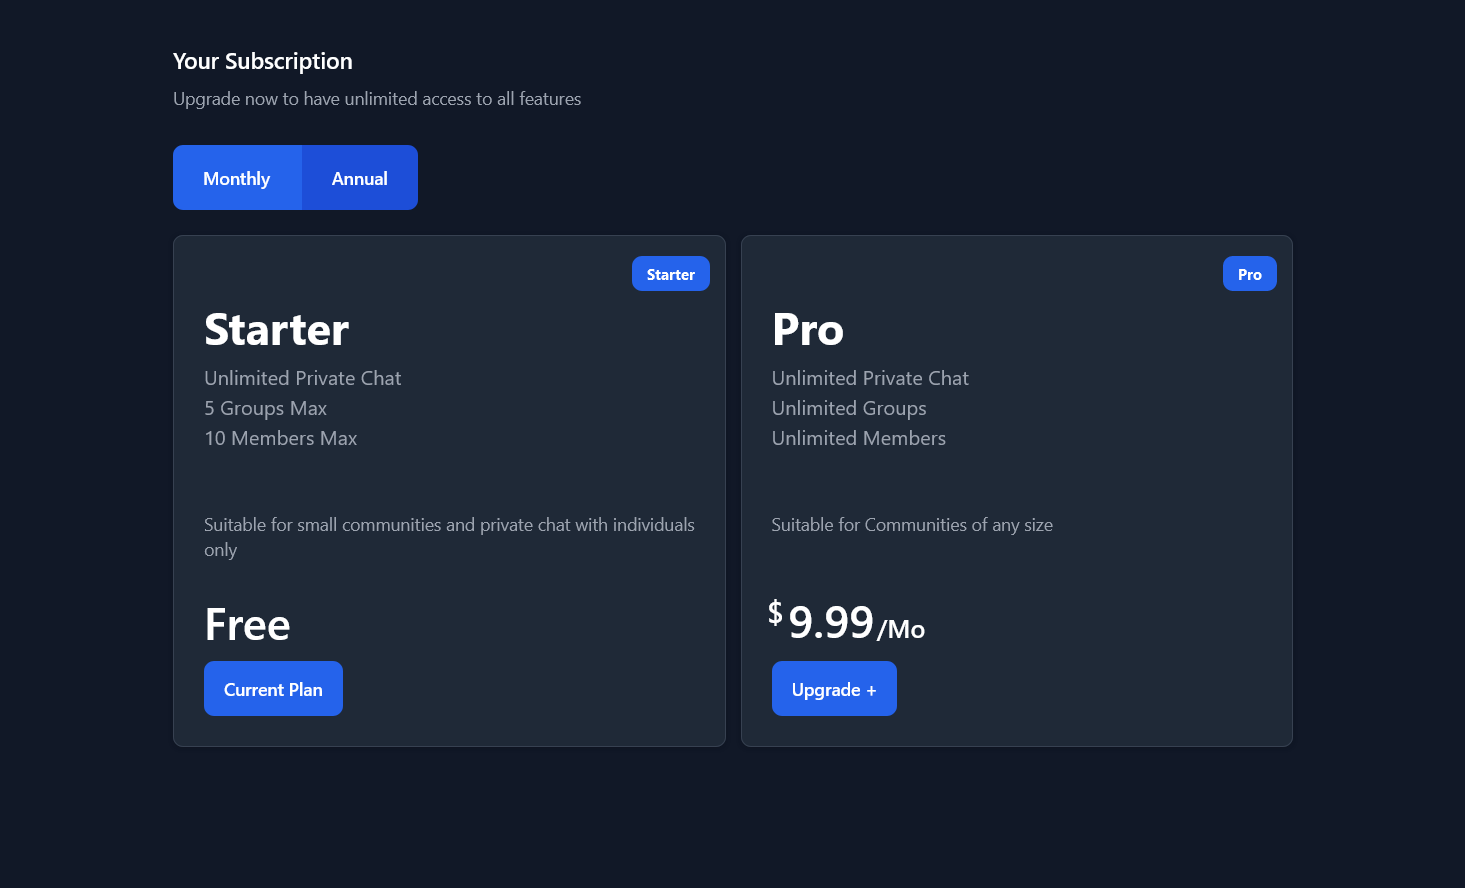 Your Subscription
Upgrade now to have unlimited access to all features
Monthly
Annual
Starter
Starter
Unlimited Private Chat
5 Groups Max
10 Members Max
Suitable for small communities and private chat with individuals
only
Free
Current Plan
Pro
Pro
Unlimited Private Chat
Unlimited Groups
Unlimited Members
Suitable for Communities of any size
$9.99/Mo
Upgrade +